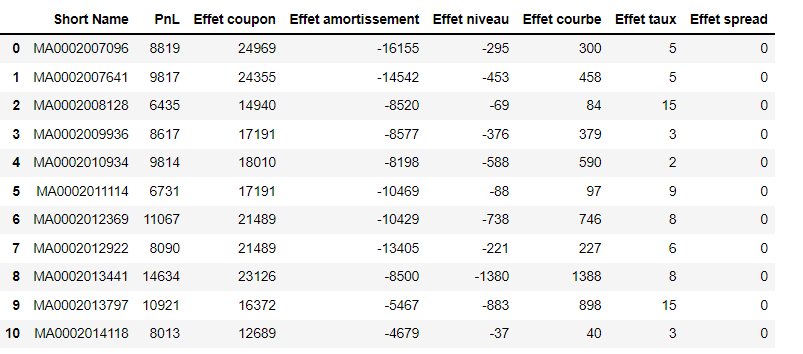 Short Name PnL Effet coupon Effet amortissement Effet niveau Effet courbe Effet taux Effet spread
0 MA0002007096 8819 24969 -16155 -295 300 5 0
1 MA0002007641 9817 24355 -14542 -453 458 5 0
2 MA0002008128 6435 14940 -8520 -69 84 15 0
3 MA0002009936 8617 17191 -8577 -376 379 3 0
4 MA0002010934 9814 18010 -8198 -588 590 2 0
5 MA0002011114 6731 17191 -10469 -88 97 9 0
6 MA0002012369 11067 21489 -10429 -738 746 8 0
7 MA0002012922 8090 21489 -13405 -221 227 6 0
8 MA0002013441 14634 23126 -8500 -1380 1388 8 0
9 MA0002013797 10921 16372 -5467 -883 898 15 0
10 MA0002014118 8013 12689 -4679 -37 40 3 0